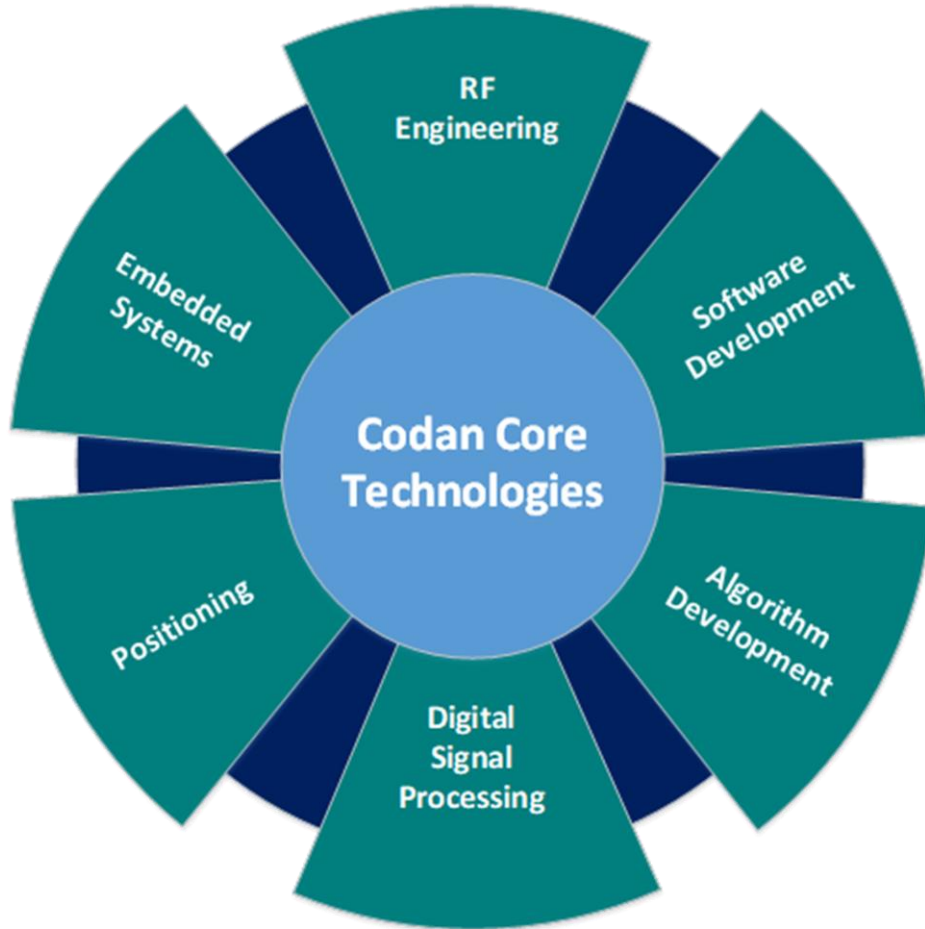 RF
Engineering
Software
Development
Algorithm
Development
Digital
Signal
Processing
Positioning
Embedded
Systems
Codan Core
Technologies